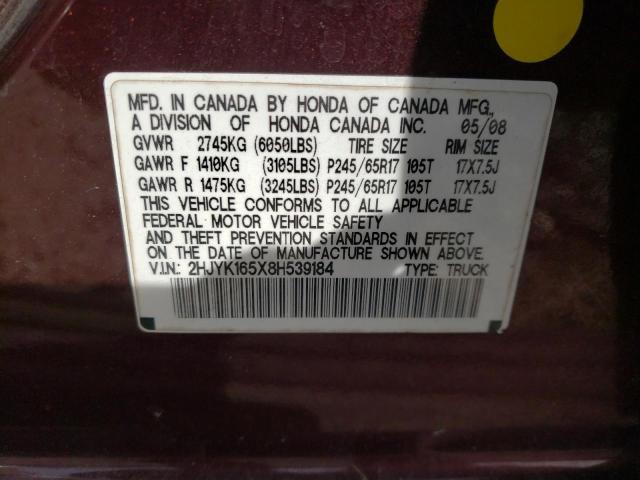 MFD. IN CANADA BY HONDA OF CANADA MFG.,
A DIVISION OF HONDA CANADA INC. 05/08
GVWR 2745KG (6050LBS) TIRE SIZE RIM SIZE
GAWR F 1410KG (3105LBS) P245/65R17 105T 17X7.5J
GAWR R 1475KG (3245LBS) P245/65R17 105T 17X7.5J
THIS VEHICLE CONFORMS TO ALL APPLICABLE
FEDERAL MOTOR VEHICLE SAFETY
AND THEFT PREVENTION STANDARDS IN EFFECT
ON THE DATE OF MANUFACTURE SHOWN ABOVE.
V.I.N.: 2HJYK165X8H539184 TYPE: TRUCK